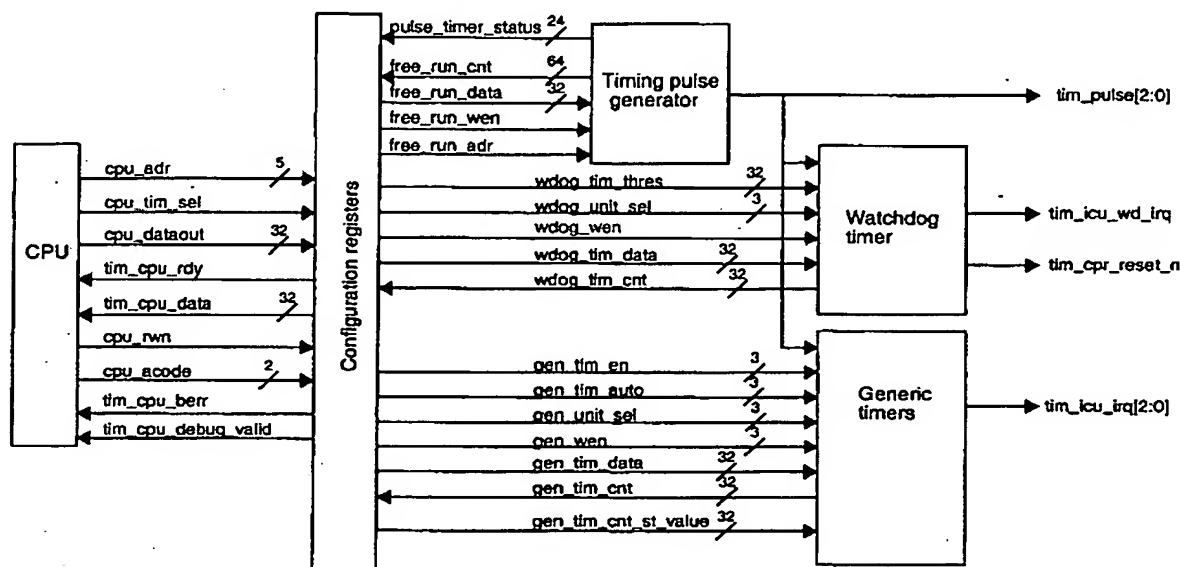 pulse_timer_status 24
free_run_cnt 64
free_run_data 32
free_run_wen
free_run_adr
Timing pulse
generator
tim_pulse[2:0]
CPU
cpu_adr 5
cpu_tim_sel
cpu_dataout 32
tim_cpu_rdy
tim_cpu_data 32
cpu_rwn
cpu_acode 2
tim_cpu_berr
tim_cpu_debug_valid
Configuration registers
wdog_tim_thres 32
wdog_unit_sel 3
wdog_wen
wdog_tim_data 32
wdog_tim_cnt 32
Watchdog
timer
tim_icu_wd_irq
tim_cpr_reset_n
gen_tim_en 3
gen_tim_auto 3
gen_unit_sel 3
gen_wen 3
gen_tim_data 32
gen_tim_cnt 32
gen_tim_cnt_st_value 32
Generic
timers
tim_icu_irq[2:0]